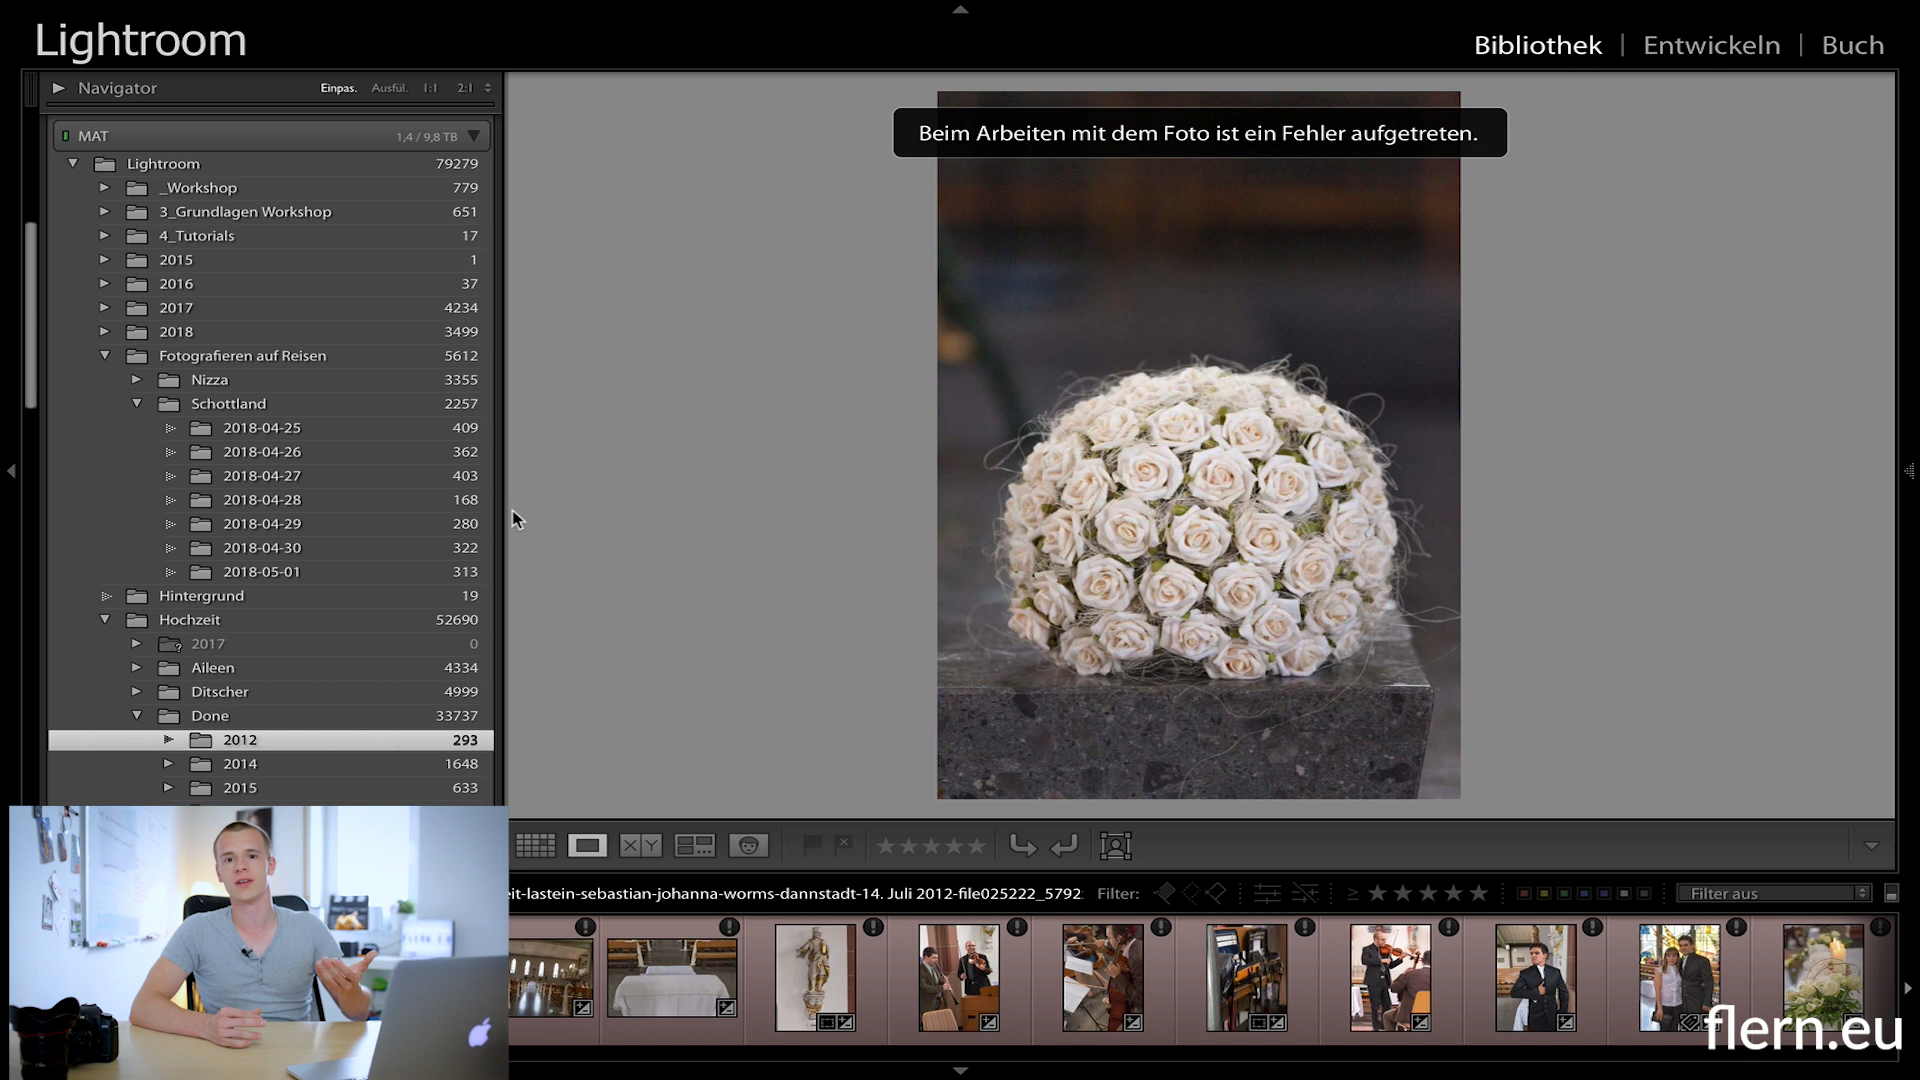 Lightroom
Bibliothek | Entwickeln | Buch
Navigator
Einpas. Ausfül. 1:1 2:1
MAT 1,4 / 9,8 TB
Lightroom 79279
_Workshop 779
3_Grundlagen Workshop 651
4_Tutorials 17
2015 1
2016 37
2017 4234
2018 3499
Fotografieren auf Reisen 5612
Nizza 3355
Schottland 2257
2018-04-25 409
2018-04-26 362
2018-04-27 403
2018-04-28 168
2018-04-29 280
2018-04-30 322
2018-05-01 313
Hintergrund 19
Hochzeit 52690
2017 0
Aileen 4334
Ditscher 4999
Done 33737
2012 293
2014 1648
2015 633
Beim Arbeiten mit dem Foto ist ein Fehler aufgetreten.
X Y
eit-lastein-sebastian-johanna-worms-dannstadt-14. Juli 2012-file025222_5792
Filter:
≥
Filter aus
flern.eu